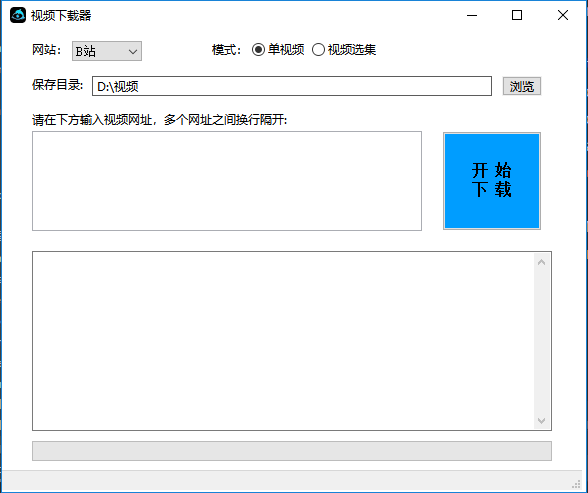 视频下载器
网站： B站 模式： 单视频 视频选集
保存目录: D:\视频 浏览
请在下方输入视频网址，多个网址之间换行隔开:
开 始
下 载